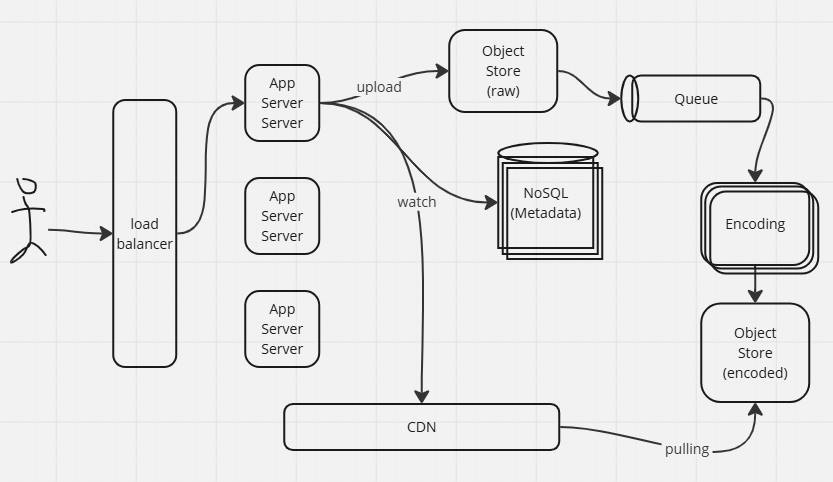 Object
Store
(raw)
App
Server
Server
upload
Queue
App
Server
Server
watch
NoSQL
(Metadata)
load
balancer
Encoding
App
Server
Server
Object
Store
(encoded)
CDN
pulling